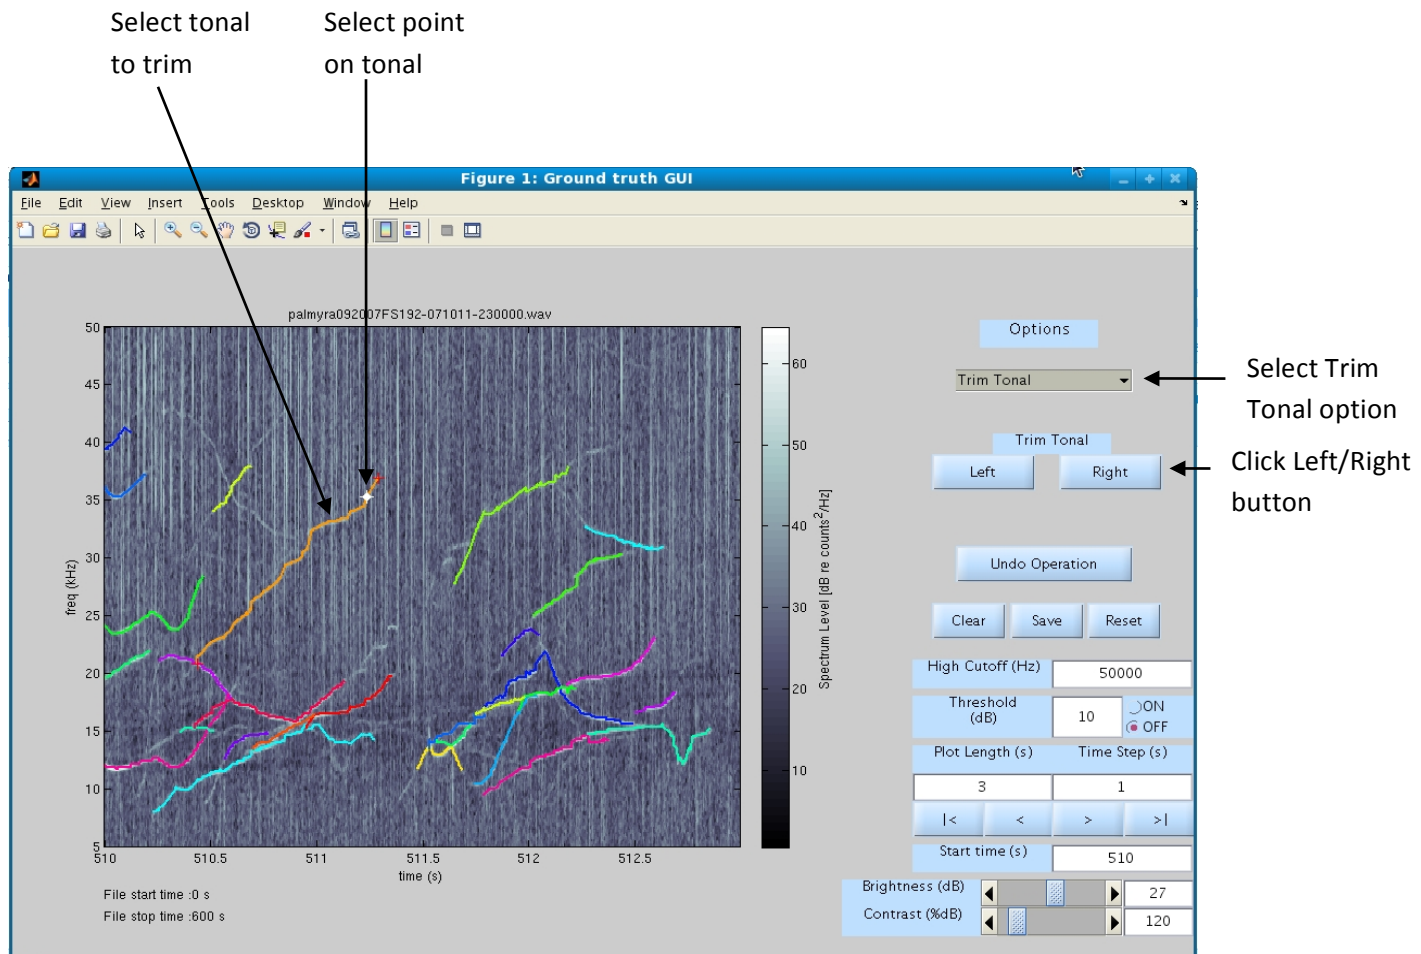 Select tonal
to trim
Select point
on tonal
Figure 1: Ground truth GUI
File Edit View Insert Tools Desktop Window Help
palmyra092007FS192-071011-230000.wav
50
45
40
35
30
25
20
15
10
5
freq (kHz)
510 510.5 511 511.5 512 512.5
time (s)
60
50
40
30
20
10
Spectrum Level [dB re counts²/Hz]
File start time :0 s
File stop time :600 s
Options
Trim Tonal
Trim Tonal
Left Right
Undo Operation
Clear Save Reset
High Cutoff (Hz) 50000
Threshold
(dB)
10
ON
OFF
Plot Length (s) Time Step (s)
3 1
|< < > >|
Start time (s) 510
Brightness (dB) 27
Contrast (%dB) 120
Select Trim
Tonal option
Click Left/Right
button